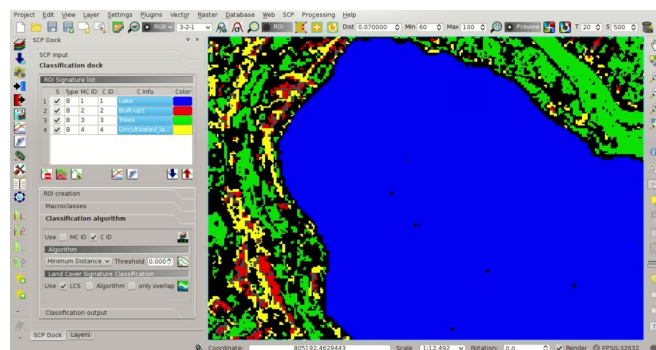 Project Edit View Layer Settings Plugins Vector Raster Database Web SCP Processing Help
RGB = 3-2-1 ROI Dist 0.070000 Min 60 Max 100 Preview T 20 S 500
SCP Dock
SCP input
Classification dock
ROI Signature list
S Type MC ID C ID C Info Color
1 B 1 1 Lake
2 B 2 2 Built-up1
3 B 3 3 Trees
4 B 4 4 Uncultivated_la...
ROI creation
Macroclasses
Classification algorithm
Use MC ID C ID
Algorithm
Minimum Distance Threshold 0.000
Land Cover Signature Classification
Use LCS Algorithm only overlap
Classification output
SCP Dock Layers
Coordinate: 805192,4629443 Scale 1:12,492 Rotation: 0,0 Render EPSG:32632